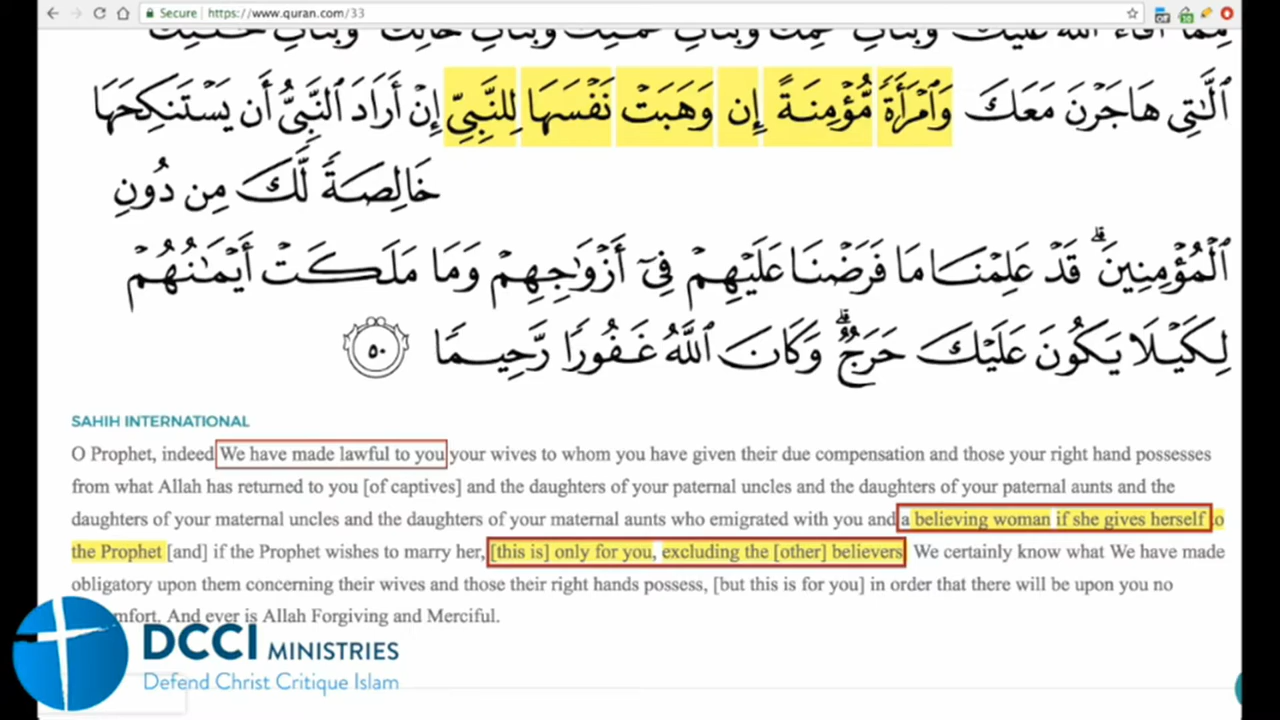 Secure
https://www.quran.com/33
مِمَّا أَفَاءَ ٱللَّهُ عَلَيْكَ وَبَنَاتِ عَمِّكَ وَبَنَاتِ عَمَّـٰتِكَ وَبَنَاتِ خَالِكَ وَبَنَاتِ خَـٰلَـٰتِكَ
ٱلَّـٰتِى هَاجَرْنَ مَعَكَ وَٱمْرَأَةً مُّؤْمِنَةً إِن وَهَبَتْ نَفْسَهَا لِلنَّبِىِّ إِنْ أَرَادَ ٱلنَّبِىُّ أَن يَسْتَنكِحَهَا
خَالِصَةً لَّكَ مِن دُونِ
ٱلْمُؤْمِنِينَ ۗ قَدْ عَلِمْنَا مَا فَرَضْنَا عَلَيْهِمْ فِىٓ أَزْوَٰجِهِمْ وَمَا مَلَكَتْ أَيْمَـٰنُهُمْ
لِكَيْلَا يَكُونَ عَلَيْكَ حَرَجٌ ۗ وَكَانَ ٱللَّهُ غَفُورًا رَّحِيمًا ٥٠
SAHIH INTERNATIONAL
O Prophet, indeed We have made lawful to you your wives to whom you have given their due compensation and those your right hand possesses
from what Allah has returned to you [of captives] and the daughters of your paternal uncles and the daughters of your paternal aunts and the
daughters of your maternal uncles and the daughters of your maternal aunts who emigrated with you and a believing woman if she gives herself to
the Prophet [and] if the Prophet wishes to marry her, [this is] only for you, excluding the [other] believers. We certainly know what We have made
obligatory upon them concerning their wives and those their right hands possess, [but this is for you] in order that there will be upon you no
mfort. And ever is Allah Forgiving and Merciful.
DCCI MINISTRIES
Defend Christ Critique Islam